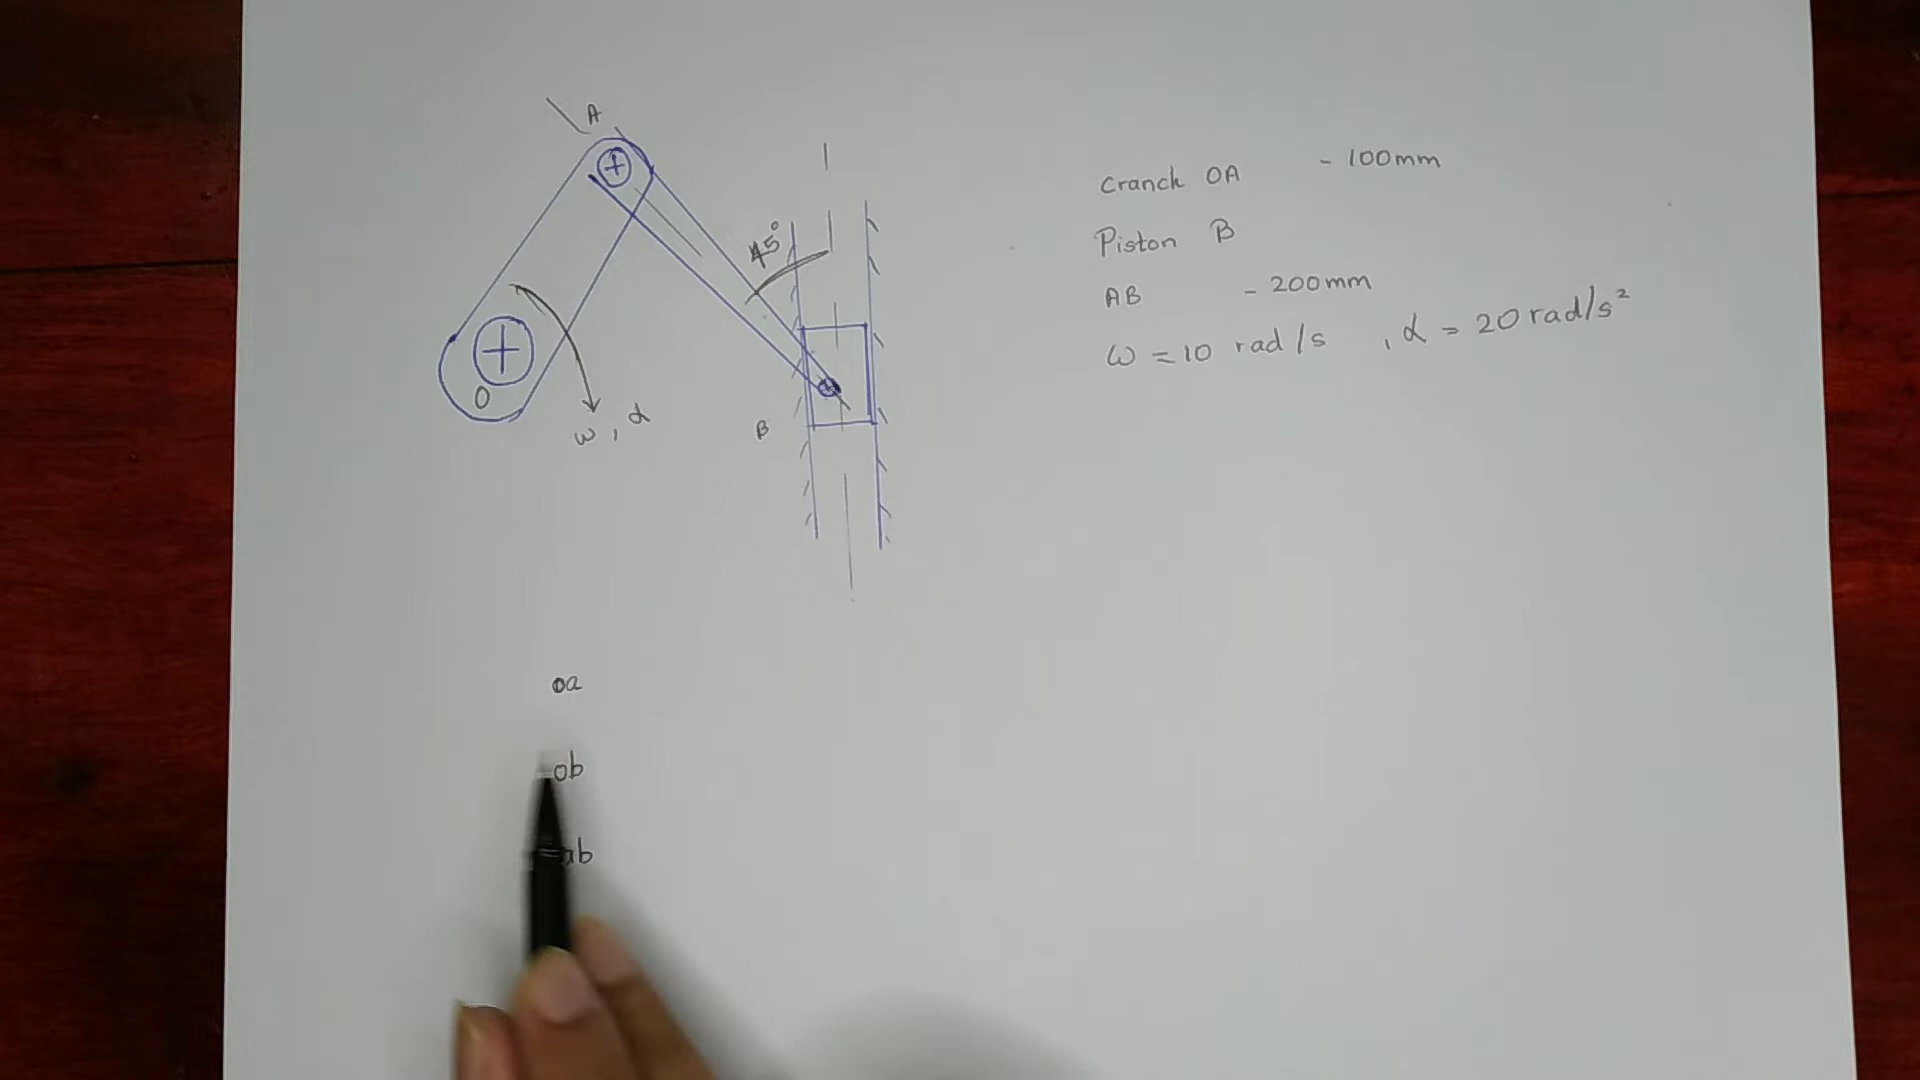 A
45°
O
ω, α
B
Cranck OA - 100mm
Piston B
AB - 200mm
ω = 10 rad/s , α = 20 rad/s²
oa
ob
ab